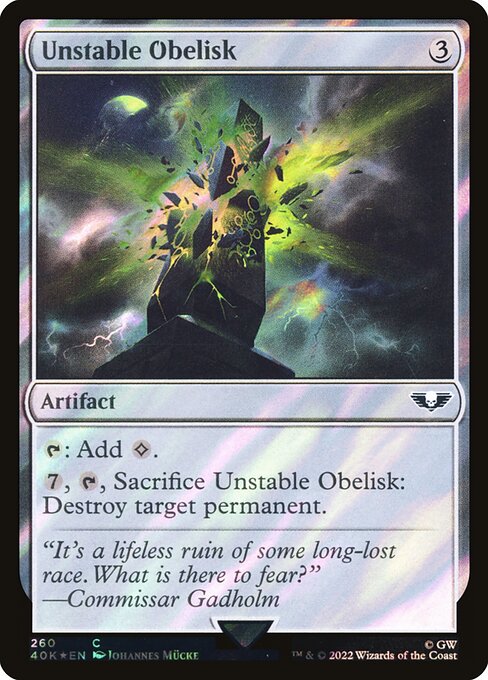 Unstable Obelisk 3
Artifact
: Add .
7, , Sacrifice Unstable Obelisk:
Destroy target permanent.
“It’s a lifeless ruin of some long-lost
race. What is there to fear?”
—Commissar Gadholm
260 C
40K★EN Johannes Mücke
© GW
™ & © 2022 Wizards of the Coast